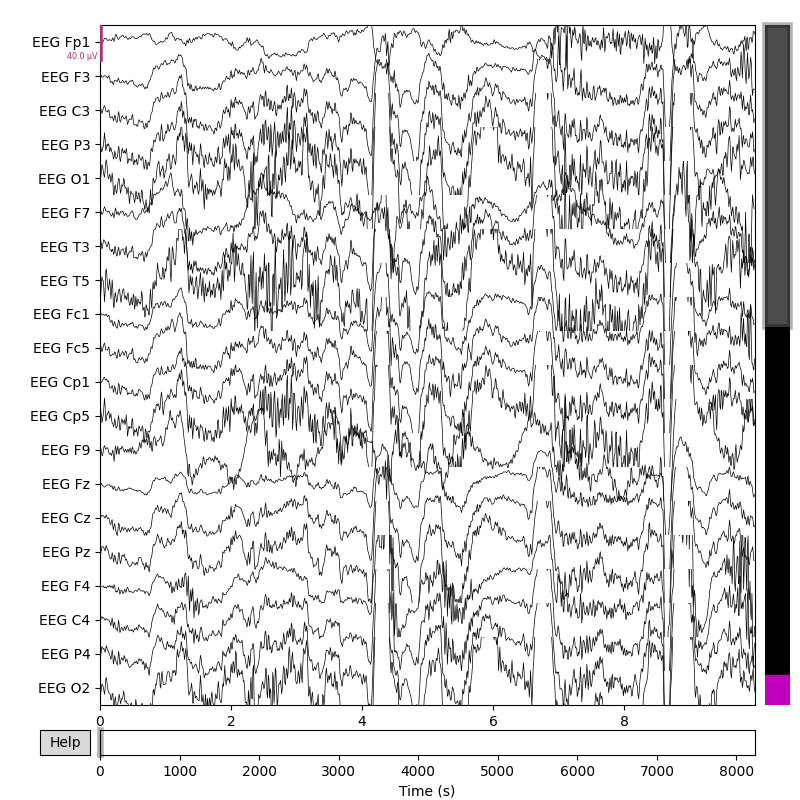 EEG Fp1
40.0 µV
EEG F3
EEG C3
EEG P3
EEG O1
EEG F7
EEG T3
EEG T5
EEG Fc1
EEG Fc5
EEG Cp1
EEG Cp5
EEG F9
EEG Fz
EEG Cz
EEG Pz
EEG F4
EEG C4
EEG P4
EEG O2
0 2 4 6 8
Help
0 1000 2000 3000 4000 5000 6000 7000 8000
Time (s)